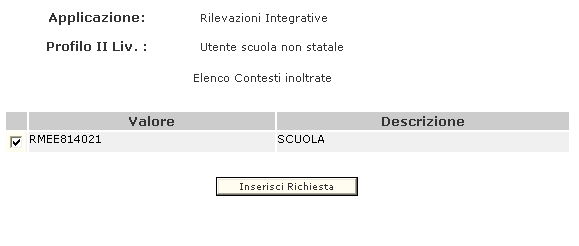 Applicazione: Rilevazioni Integrative
Profilo II Liv. : Utente scuola non statale
Elenco Contesti inoltrate
Valore Descrizione
RMEE814021 SCUOLA
Inserisci Richiesta